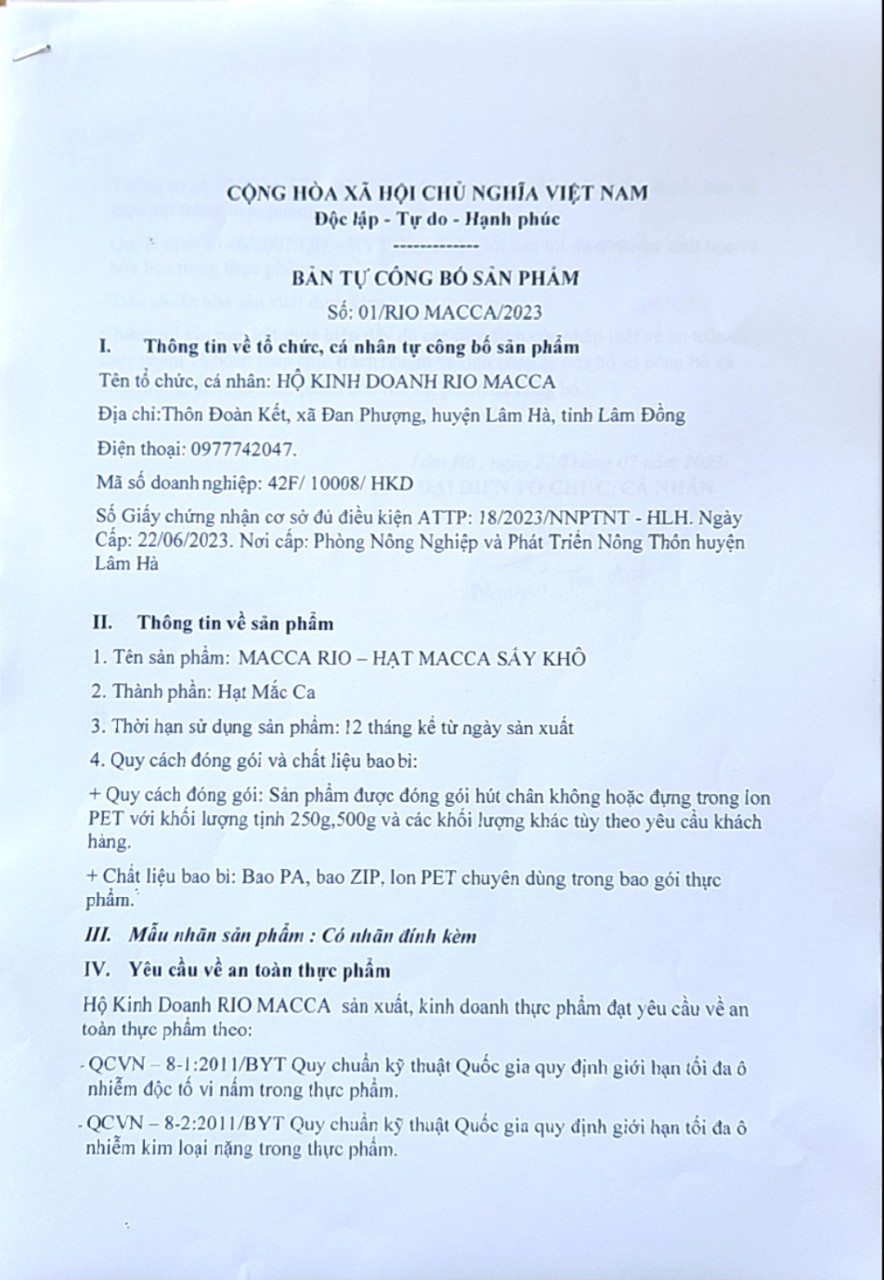 CỘNG HÒA XÃ HỘI CHỦ NGHĨA VIỆT NAM
Độc lập - Tự do - Hạnh phúc
------------
BẢN TỰ CÔNG BỐ SẢN PHẨM
Số: 01/RIO MACCA/2023
I. Thông tin về tổ chức, cá nhân tự công bố sản phẩm
Tên tổ chức, cá nhân: HỘ KINH DOANH RIO MACCA
Địa chỉ:Thôn Đoàn Kết, xã Đan Phượng, huyện Lâm Hà, tỉnh Lâm Đồng
Điện thoại: 0977742047.
Mã số doanh nghiệp: 42F/ 10008/ HKD
Số Giấy chứng nhận cơ sở đủ điều kiện ATTP: 18/2023/NNPTNT - HLH. Ngày
Cấp: 22/06/2023. Nơi cấp: Phòng Nông Nghiệp và Phát Triển Nông Thôn huyện
Lâm Hà
II. Thông tin về sản phẩm
1. Tên sản phẩm: MACCA RIO – HẠT MACCA SẤY KHÔ
2. Thành phần: Hạt Mắc Ca
3. Thời hạn sử dụng sản phẩm: 12 tháng kể từ ngày sản xuất
4. Quy cách đóng gói và chất liệu bao bì:
+ Quy cách đóng gói: Sản phẩm được đóng gói hút chân không hoặc đựng trong lon
PET với khối lượng tịnh 250g,500g và các khối lượng khác tùy theo yêu cầu khách
hàng.
+ Chất liệu bao bì: Bao PA, bao ZIP, lon PET chuyên dùng trong bao gói thực
phẩm.
III. Mẫu nhãn sản phẩm : Có nhãn đính kèm
IV. Yêu cầu về an toàn thực phẩm
Hộ Kinh Doanh RIO MACCA sản xuất, kinh doanh thực phẩm đạt yêu cầu về an
toàn thực phẩm theo:
- QCVN – 8-1:2011/BYT Quy chuẩn kỹ thuật Quốc gia quy định giới hạn tối đa ô
nhiễm độc tố vi nấm trong thực phẩm.
- QCVN – 8-2:2011/BYT Quy chuẩn kỹ thuật Quốc gia quy định giới hạn tối đa ô
nhiễm kim loại nặng trong thực phẩm.